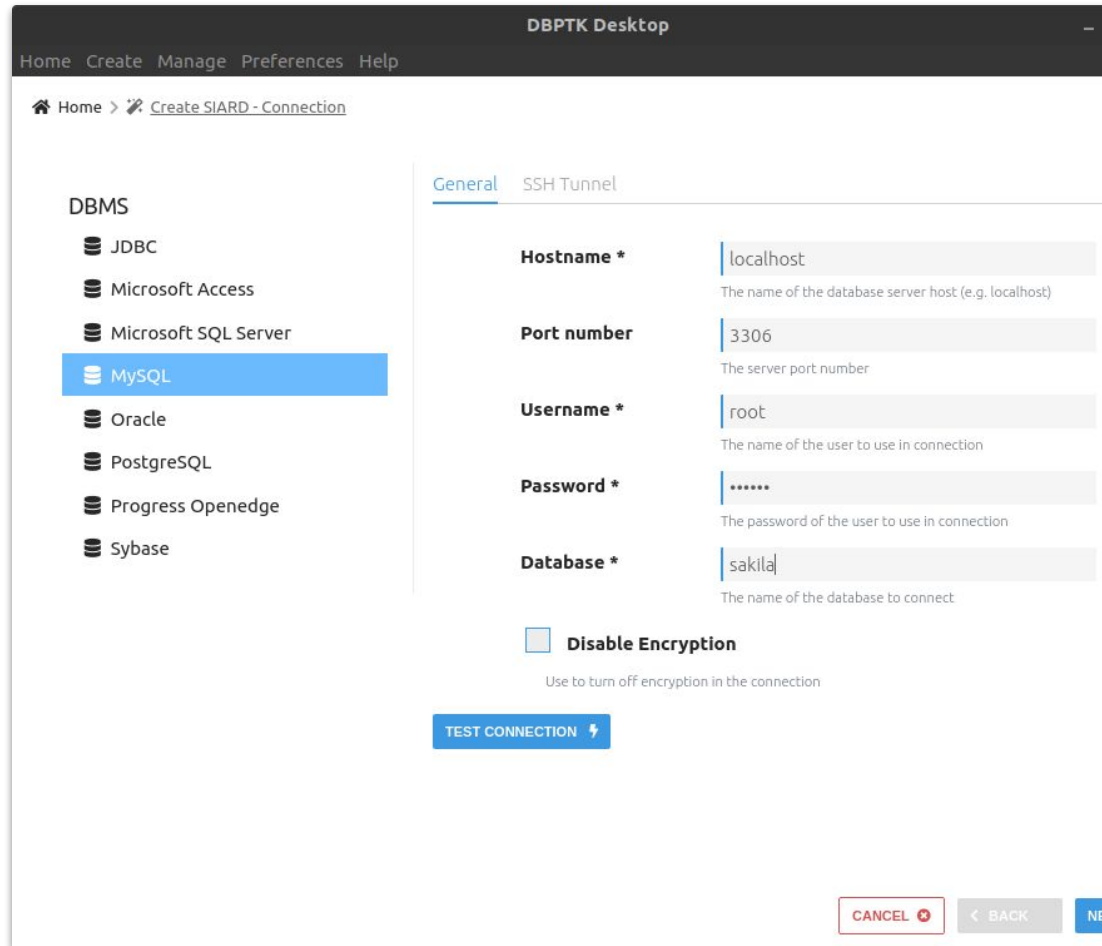 DBPTK Desktop
Home Create Manage Preferences Help
Home > Create SIARD - Connection
DBMS
JDBC
Microsoft Access
Microsoft SQL Server
MySQL
Oracle
PostgreSQL
Progress Openedge
Sybase
General SSH Tunnel
Hostname * localhost
The name of the database server host (e.g. localhost)
Port number 3306
The server port number
Username * root
The name of the user to use in connection
Password * ••••••
The password of the user to use in connection
Database * sakila
The name of the database to connect
Disable Encryption
Use to turn off encryption in the connection
TEST CONNECTION
CANCEL < BACK NE